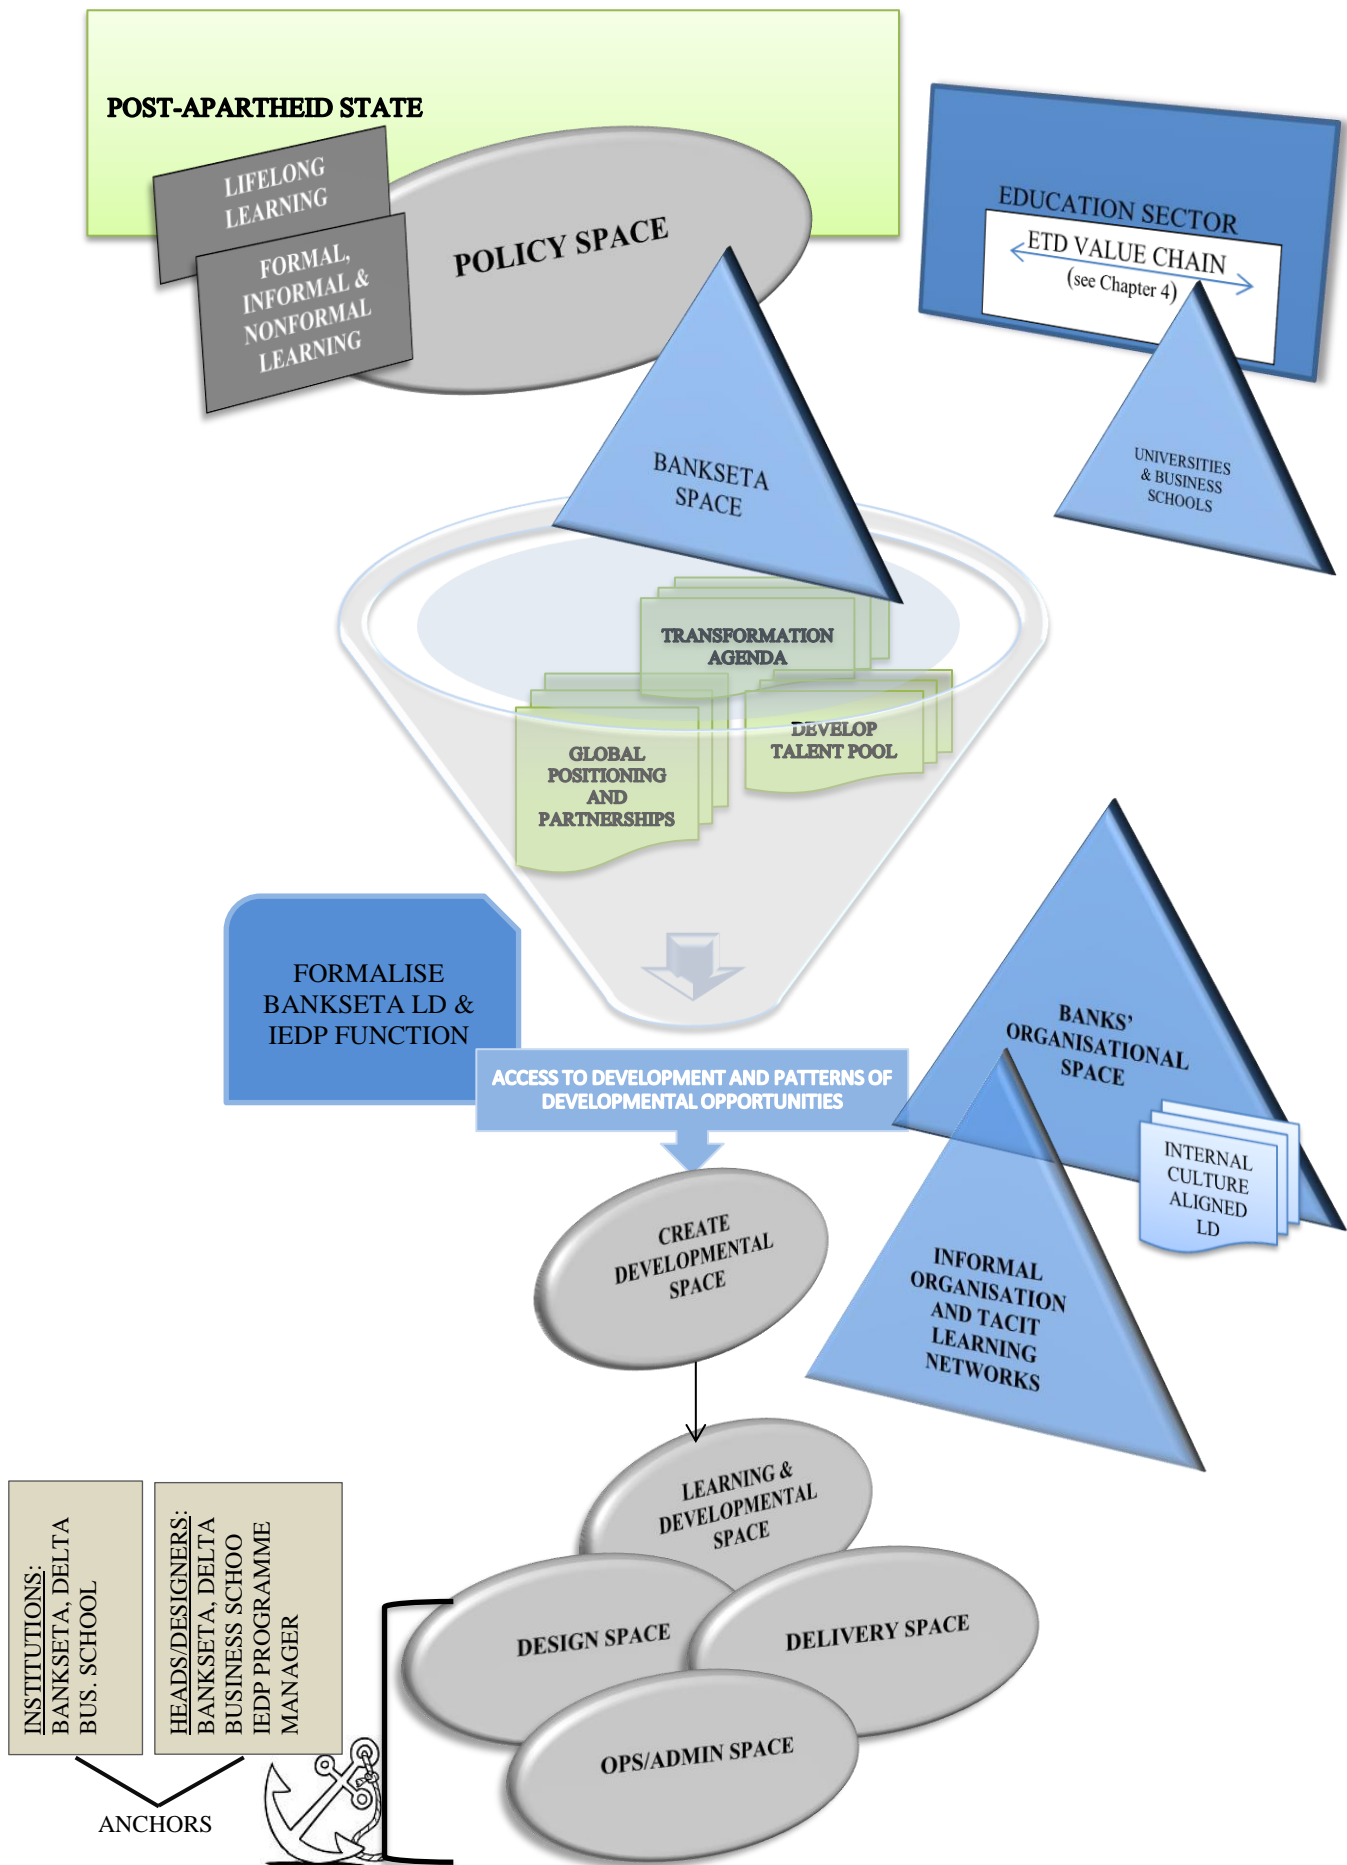 POST-APARTHEID STATE
LIFELONG
LEARNING
FORMAL,
INFORMAL &
NONFORMAL
LEARNING
POLICY SPACE
EDUCATION SECTOR
ETD VALUE CHAIN
(see Chapter 4)
BANKSETA
SPACE
UNIVERSITIES
& BUSINESS
SCHOOLS
TRANSFORMATION
AGENDA
DEVELOP
TALENT POOL
GLOBAL
POSITIONING
AND
PARTNERSHIPS
FORMALISE
BANKSETA LD &
IEDP FUNCTION
BANKS'
ORGANISATIONAL
SPACE
ACCESS TO DEVELOPMENT AND PATTERNS OF
DEVELOPMENTAL OPPORTUNITIES
INTERNAL
CULTURE
ALIGNED
LD
CREATE
DEVELOPMENTAL
SPACE
INFORMAL
ORGANISATION
AND TACIT
LEARNING
NETWORKS
LEARNING &
DEVELOPMENTAL
SPACE
INSTITUTIONS:
BANKSETA, DELTA
BUS. SCHOOL
HEADS/DESIGNERS:
BANKSETA, DELTA
BUSINESS SCHOO
IEDP PROGRAMME
MANAGER
DESIGN SPACE
DELIVERY SPACE
OPS/ADMIN SPACE
ANCHORS